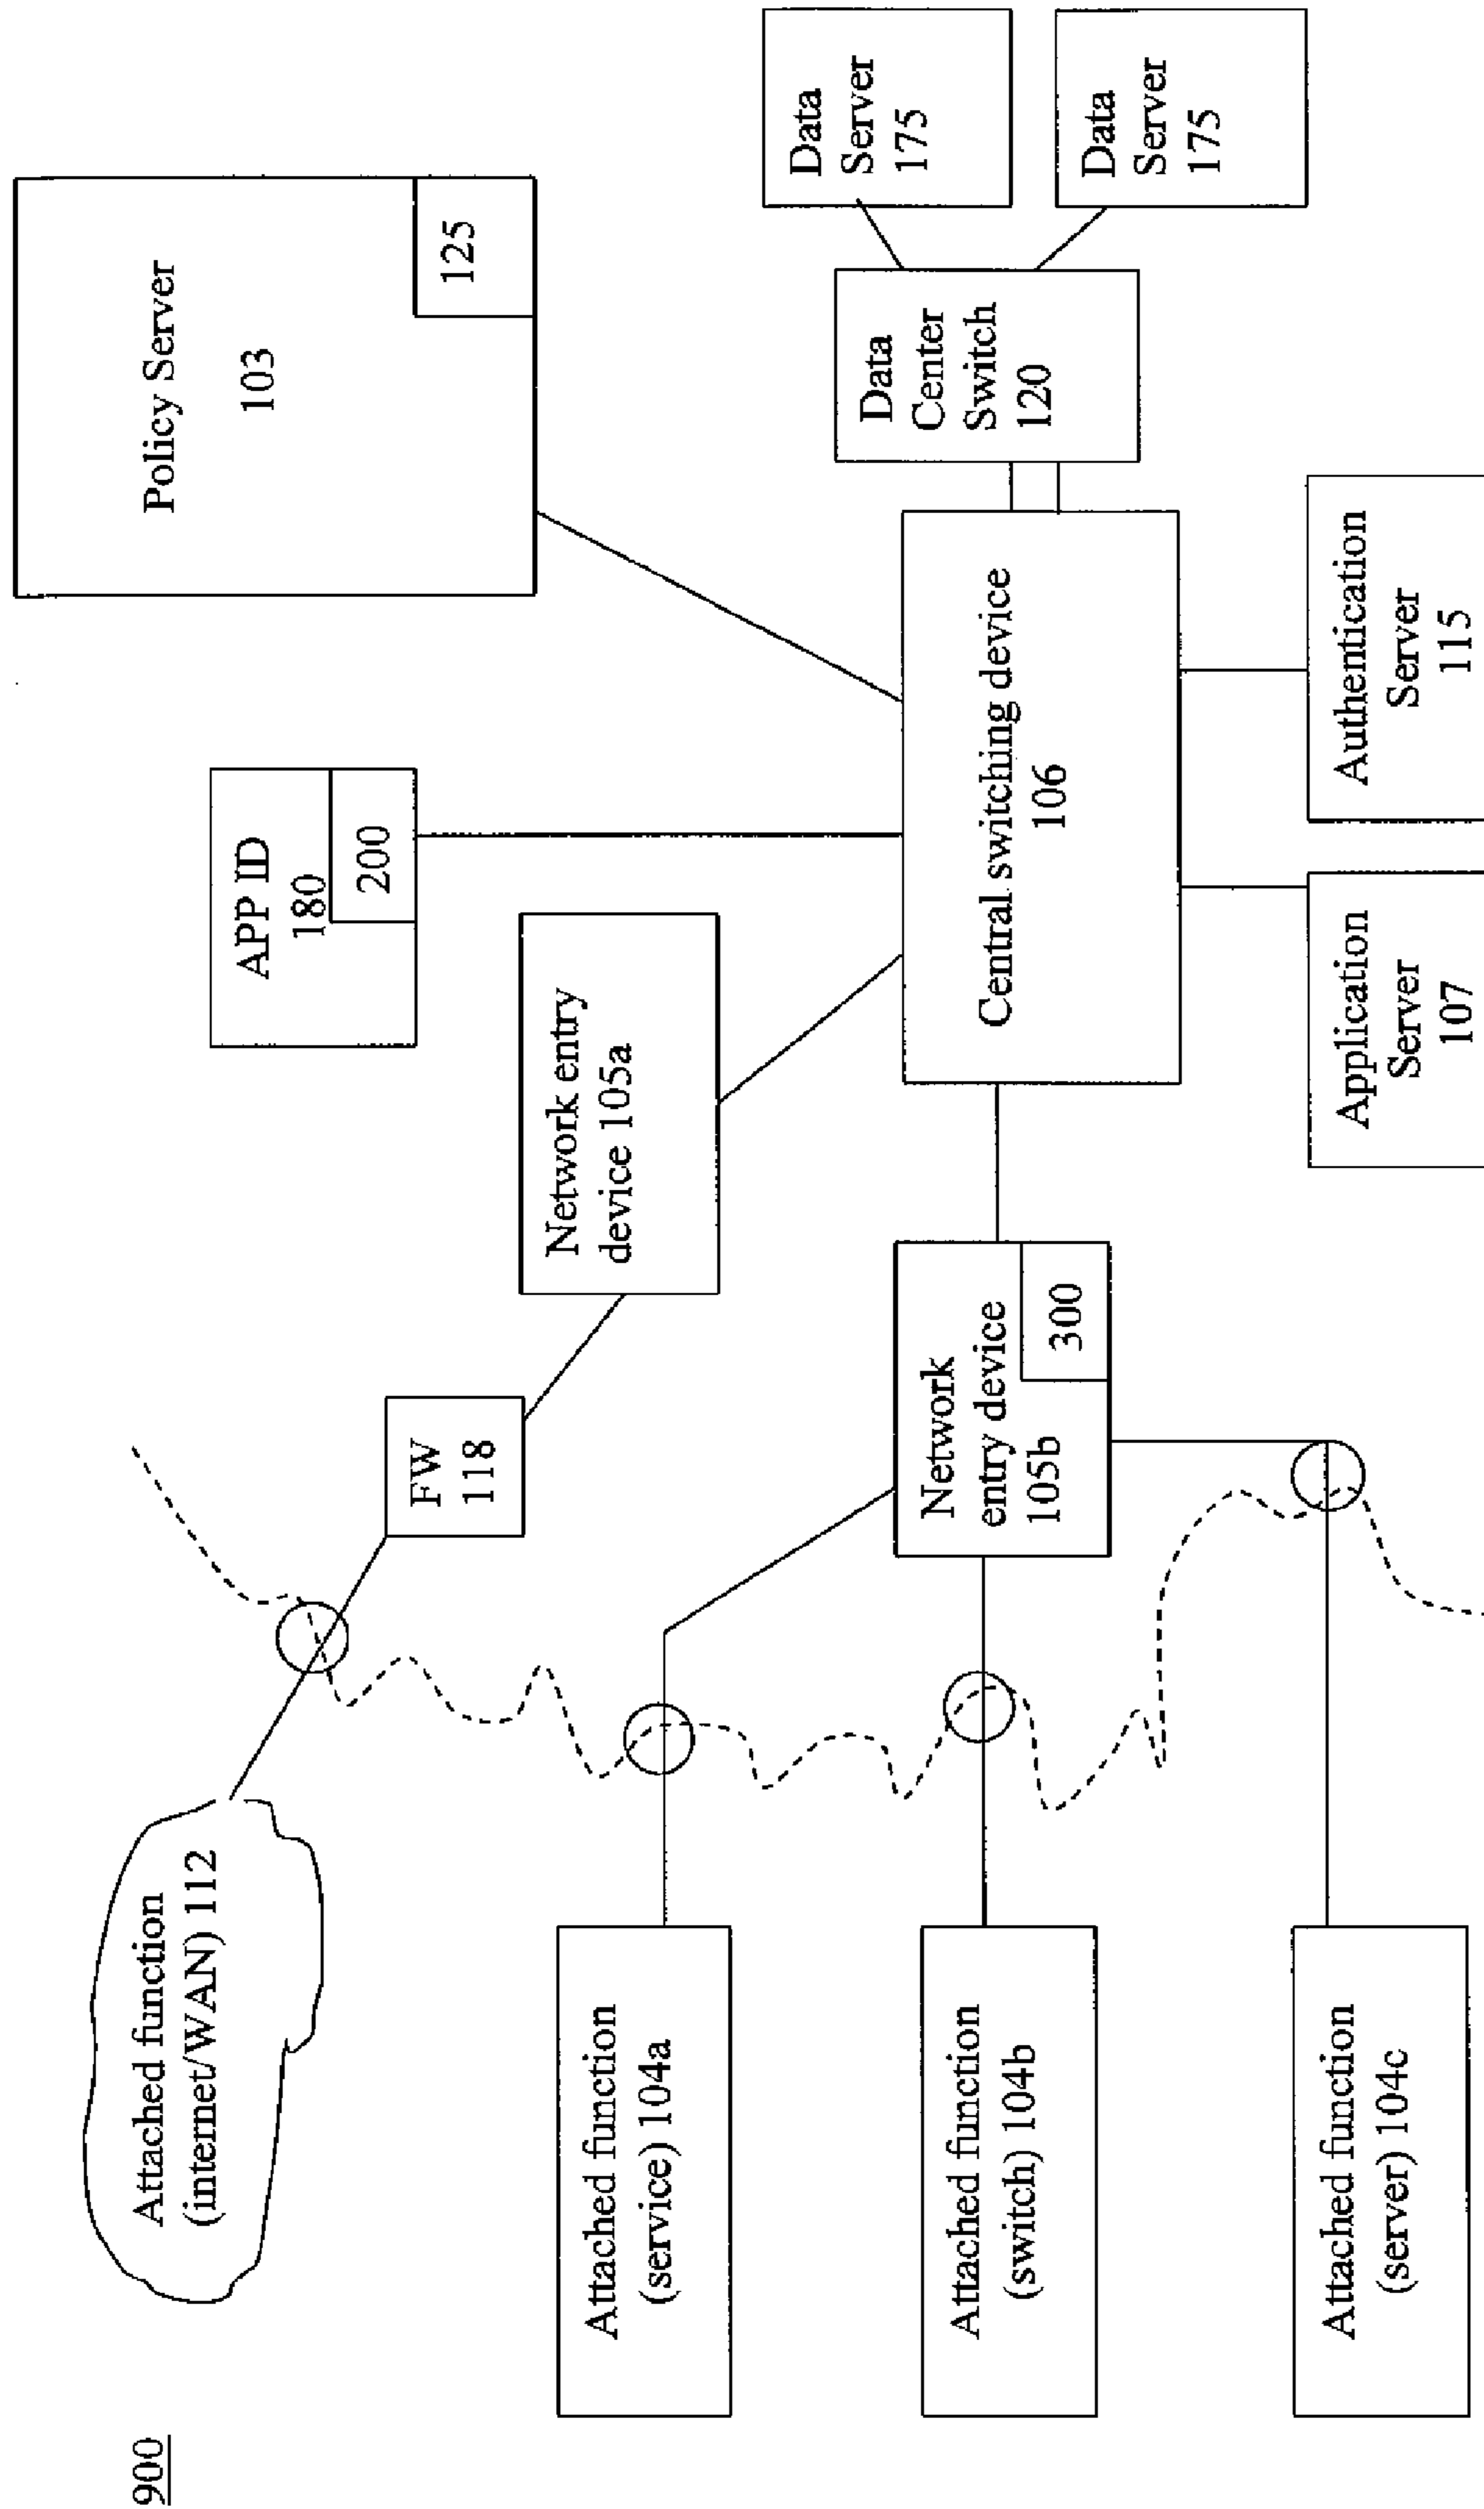 900
Attached function
(internet/WAN) 112
Attached function
(service) 104a
Attached function
(switch) 104b
Attached function
(server) 104c
FW
118
Network entry
device 105a
Network
entry device
105b
300
APP ID
180
200
Policy Server
103
125
Central switching device
106
Application
Server
107
Authentication
Server
115
Data
Center
Switch
120
Data
Server
175
Data
Server
175